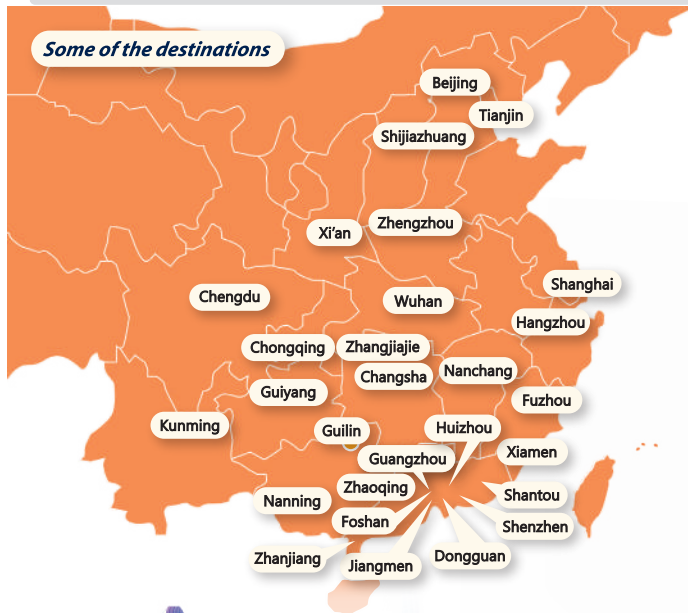 Some of the destinations
Beijing
Tianjin
Shijiazhuang
Zhengzhou
Xi'an
Shanghai
Chengdu
Wuhan
Hangzhou
Chongqing
Zhangjiajie
Nanchang
Changsha
Guiyang
Fuzhou
Kunming
Guilin
Huizhou
Xiamen
Guangzhou
Zhaoqing
Shantou
Nanning
Foshan
Shenzhen
Zhanjiang
Jiangmen
Dongguan